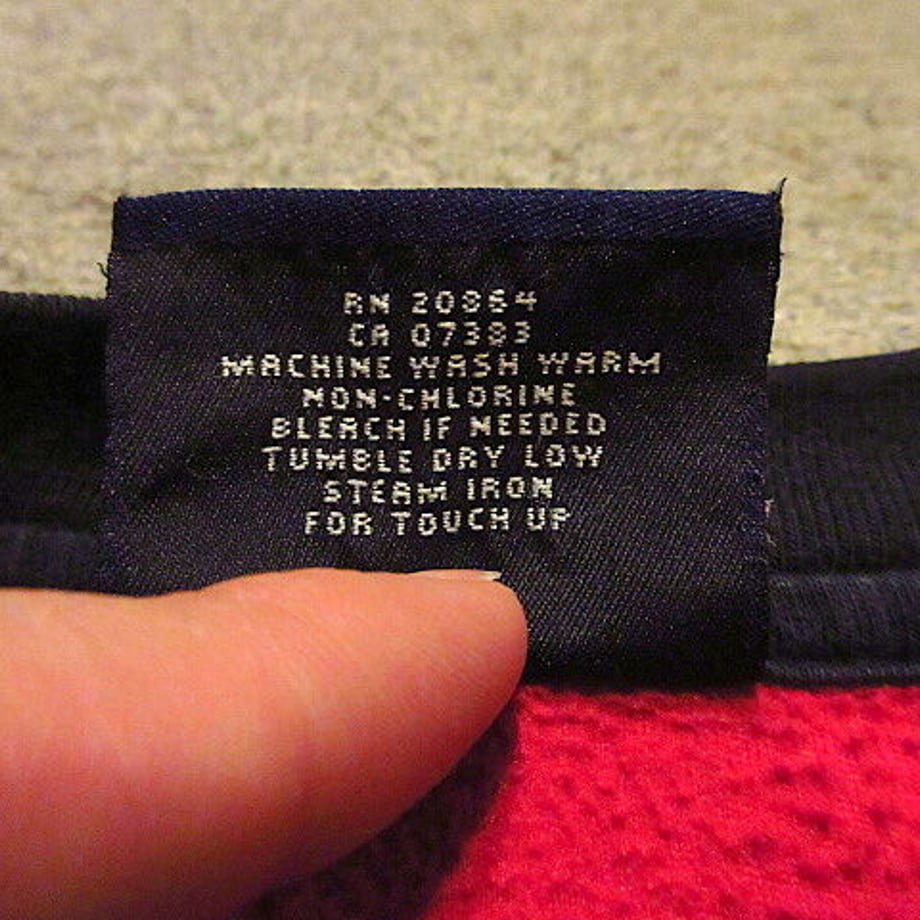 RN 20864
CA 07383
MACHINE WASH WARM
NON-CHLORINE
BLEACH IF NEEDED
TUMBLE DRY LOW
STEAM IRON
FOR TOUCH UP